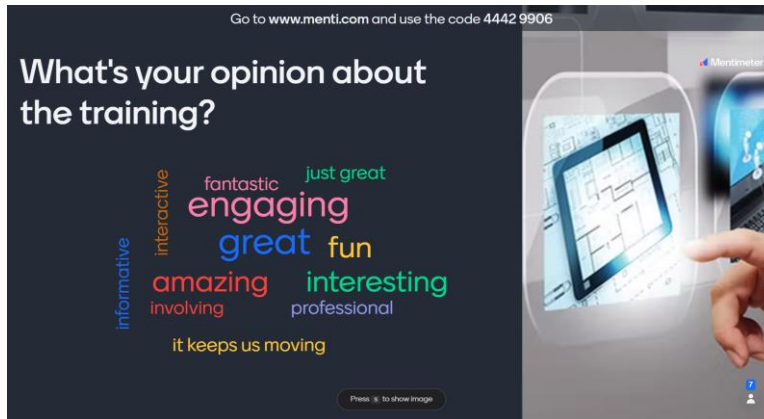 Go to www.menti.com and use the code 4442 9906
Mentimeter
What's your opinion about
the training?
just great
fantastic
interactive
engaging
great
fun
informative
amazing
interesting
involving
professional
it keeps us moving
Press s to show image
7